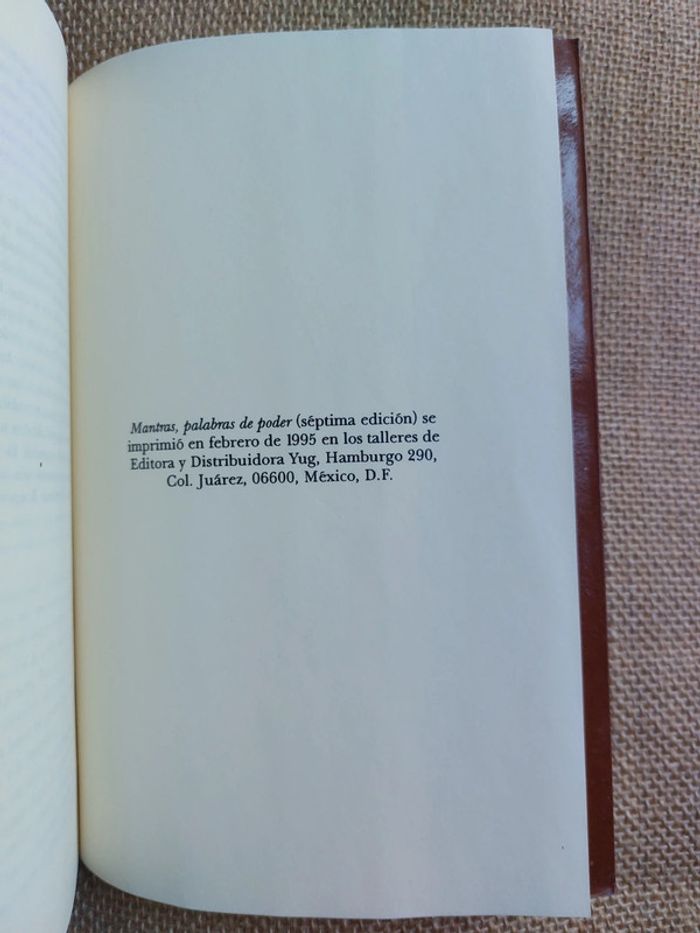 Mantras, palabras de poder (séptima edición) se
imprimió en febrero de 1995 en los talleres de
Editora y Distribuidora Yug, Hamburgo 290,
Col. Juárez, 06600, México, D.F.